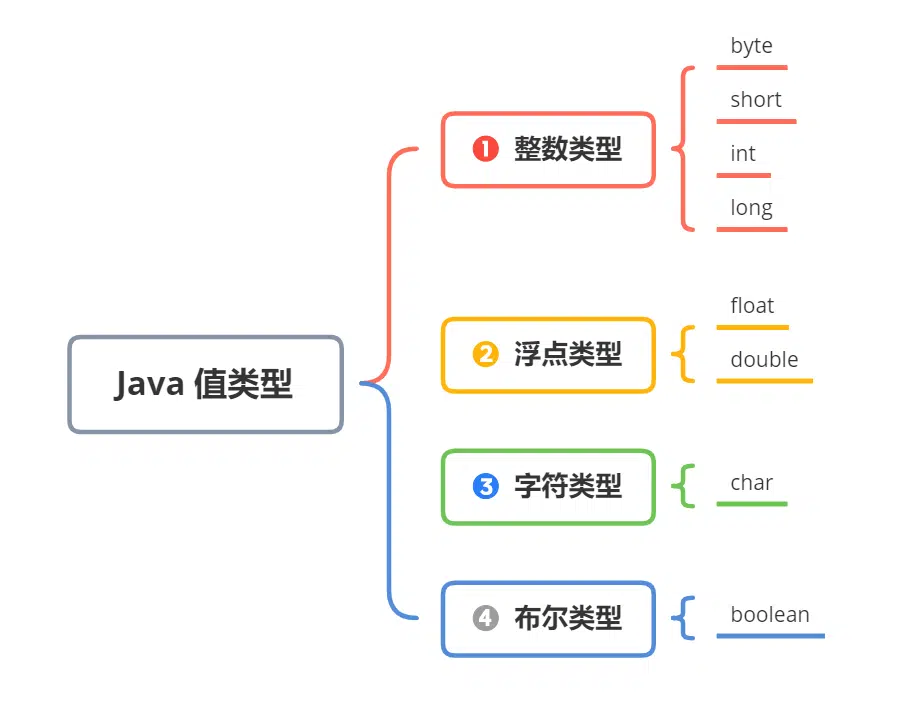 Java 值类型
1 整数类型
byte
short
int
long
2 浮点类型
float
double
3 字符类型
char
4 布尔类型
boolean